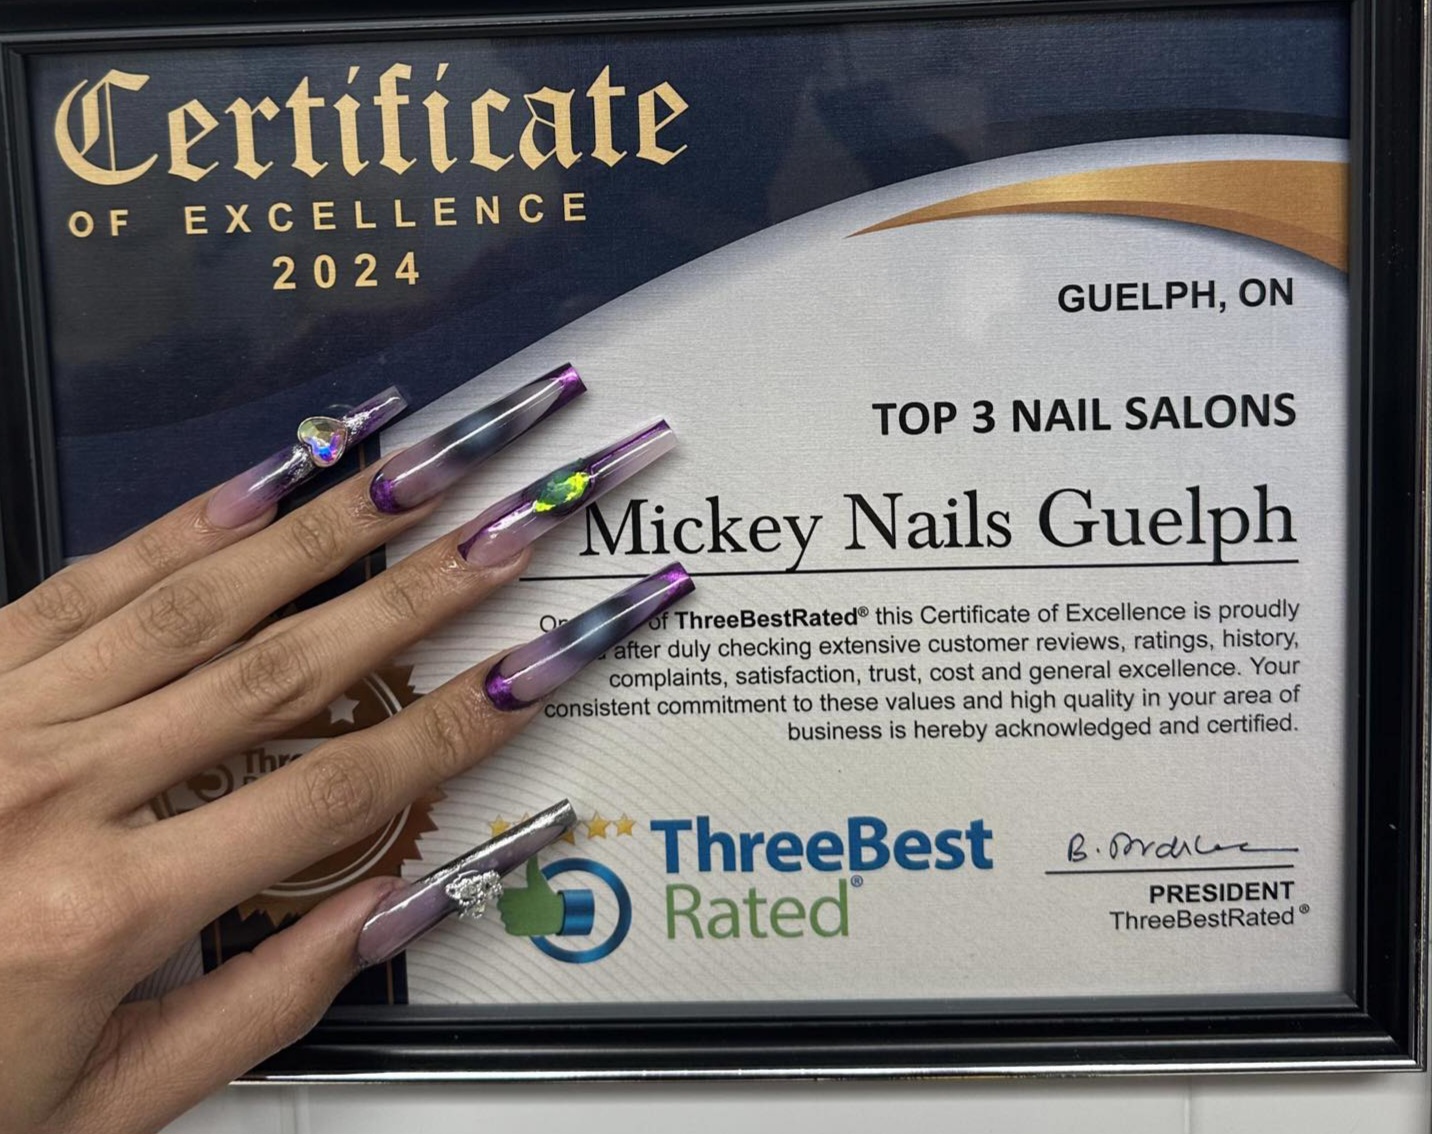 Certificate
OF EXCELLENCE
2024
GUELPH, ON
TOP 3 NAIL SALONS
Mickey Nails Guelph
of ThreeBestRated® this Certificate of Excellence is proudly
after duly checking extensive customer reviews, ratings, history,
complaints, satisfaction, trust, cost and general excellence. Your
consistent commitment to these values and high quality in your area of
business is hereby acknowledged and certified.
ThreeBest
Rated®
PRESIDENT
ThreeBestRated®